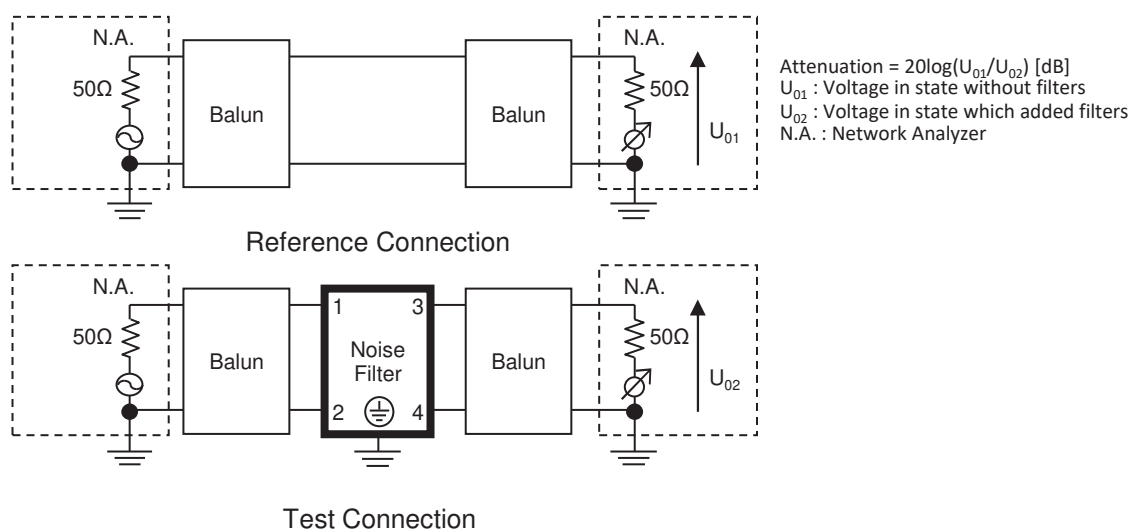 N.A.
N.A.
50Ω
Balun
Balun
50Ω
U01
Attenuation = 20log(U01/U02) [dB]
U01 : Voltage in state without filters
U02 : Voltage in state which added filters
N.A. : Network Analyzer
Reference Connection
N.A.
N.A.
1
3
50Ω
Balun
Noise
Filter
Balun
50Ω
U02
2
4
Test Connection